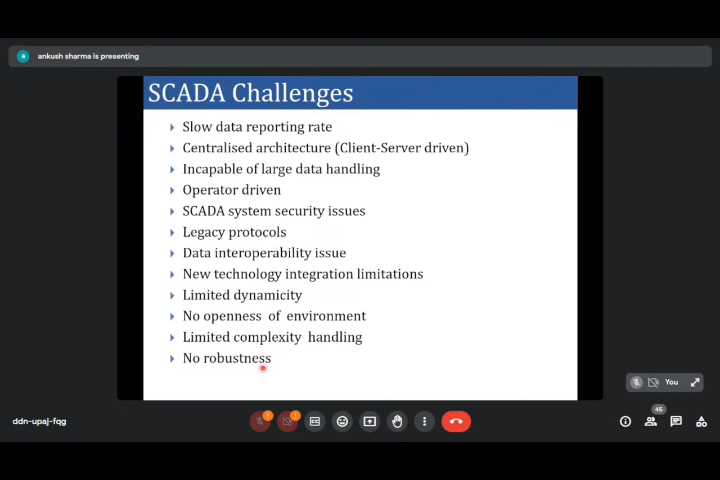 a ankush sharma is presenting
SCADA Challenges
Slow data reporting rate
Centralised architecture (Client-Server driven)
Incapable of large data handling
Operator driven
SCADA system security issues
Legacy protocols
Data interoperability issue
New technology integration limitations
Limited dynamicity
No openness of environment
Limited complexity handling
No robustness
You
45
ddn-upaj-fqg